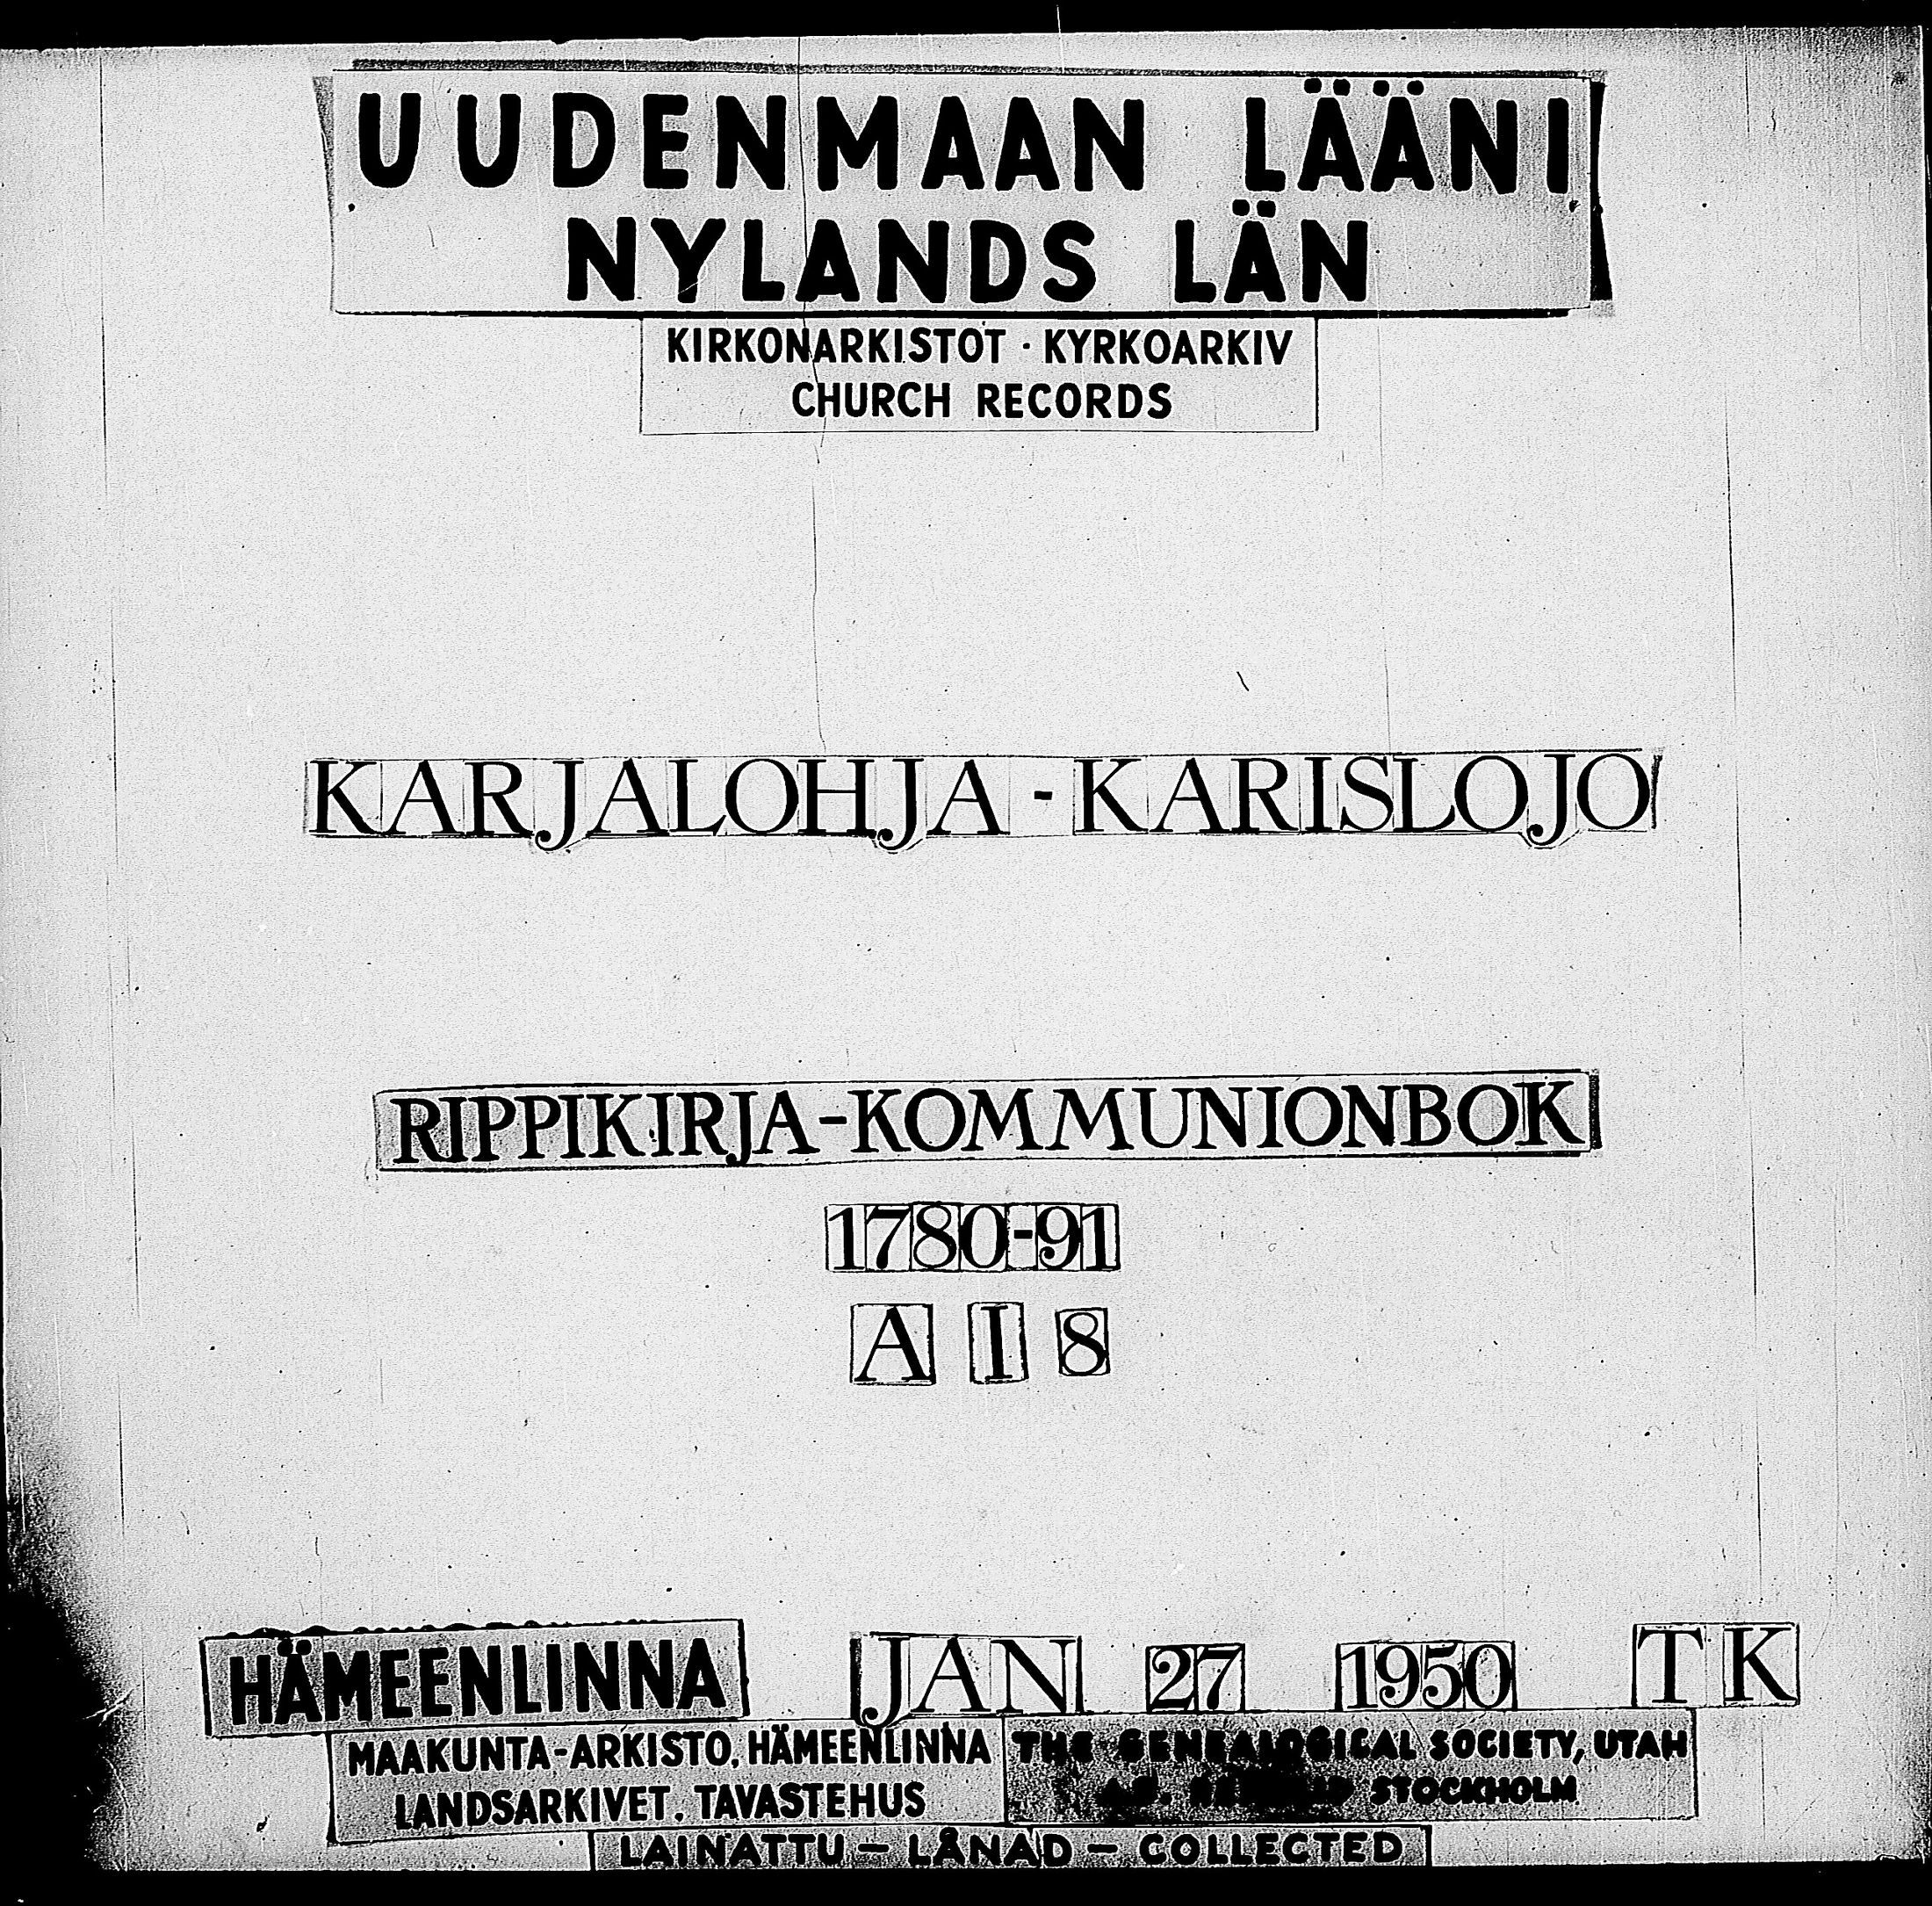 UUDENMAAN LÄÄNI
NYLANDS LÄN
KIRKONARKISTOT · KYRKOARKIV
CHURCH RECORDS
KARJALOHJA - KARISLOJO
RIPPIKIRJA-KOMMUNIONBOK
1780-91
A I 8
HÄMEENLINNA JAN 27 1950 TK
MAAKUNTA-ARKISTO, HÄMEENLINNA
LANDSARKIVET, TAVASTEHUS
THE GENEALOGICAL SOCIETY, UTAH
STOCKHOLM
LAINATTU – LÅNAD – COLLECTED